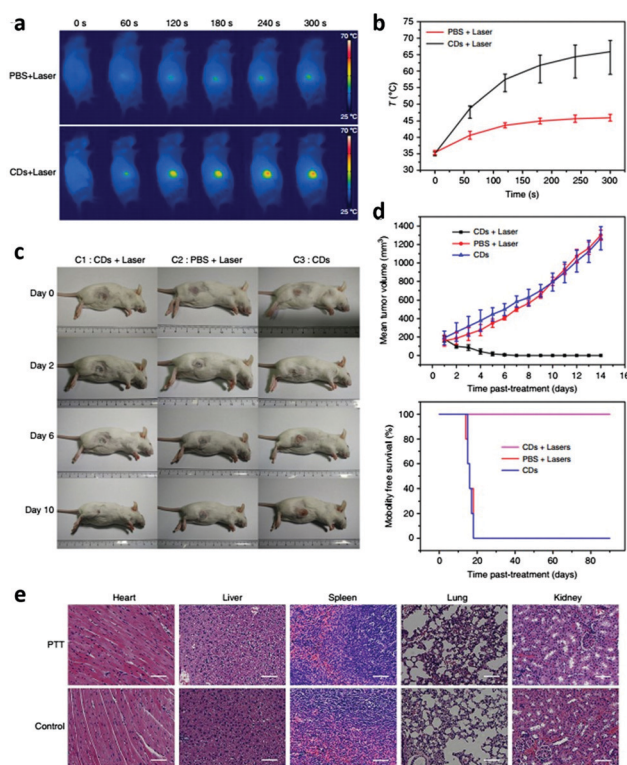 a
0 s 60 s 120 s 180 s 240 s 300 s
PBS+Laser
70 °C
25 °C
CDs+Laser
70 °C
25 °C
b
PBS + Laser
CDs + Laser
T (°C)
75
70
65
60
55
50
45
40
35
30
0 50 100 150 200 250 300
Time (s)
c
C1 : CDs + Laser C2 : PBS + Laser C3 : CDs
Day 0
Day 2
Day 6
Day 10
d
CDs + Laser
PBS + Laser
CDs
Mean tumor volume (mm³)
1400
1200
1000
800
600
400
200
0
0 2 4 6 8 10 12 14 16
Time past-treatment (days)
Mobolity free survival (%)
100
80
60
40
20
0
CDs + Lasers
PBS + Lasers
CDs
0 20 40 60 80
Time past-treatment (days)
e
Heart Liver Spleen Lung Kidney
PTT
Control